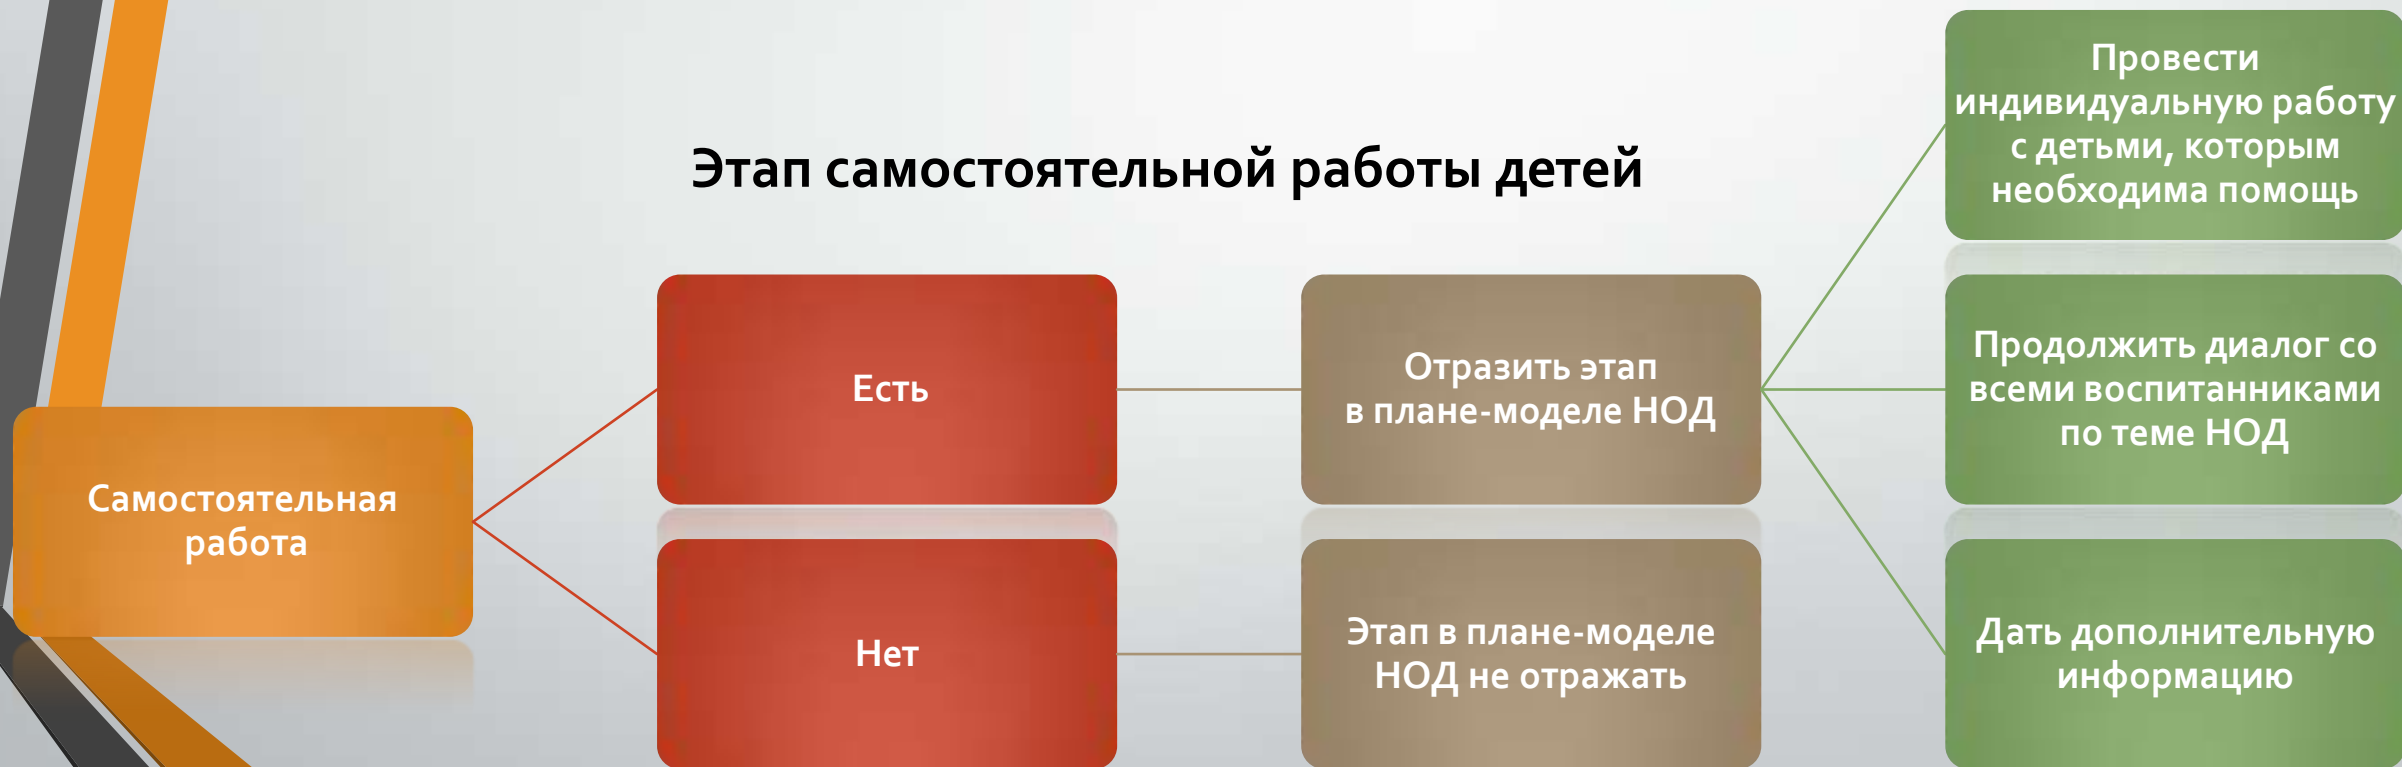 Этап самостоятельной работы детей
Самостоятельная
работа
Есть
Нет
Отразить этап
в плане-моделе НОД
Этап в плане-моделе
НОД не отражать
Провести
индивидуальную работу
с детьми, которым
необходима помощь
Продолжить диалог со
всеми воспитанниками
по теме НОД
Дать дополнительную
информацию